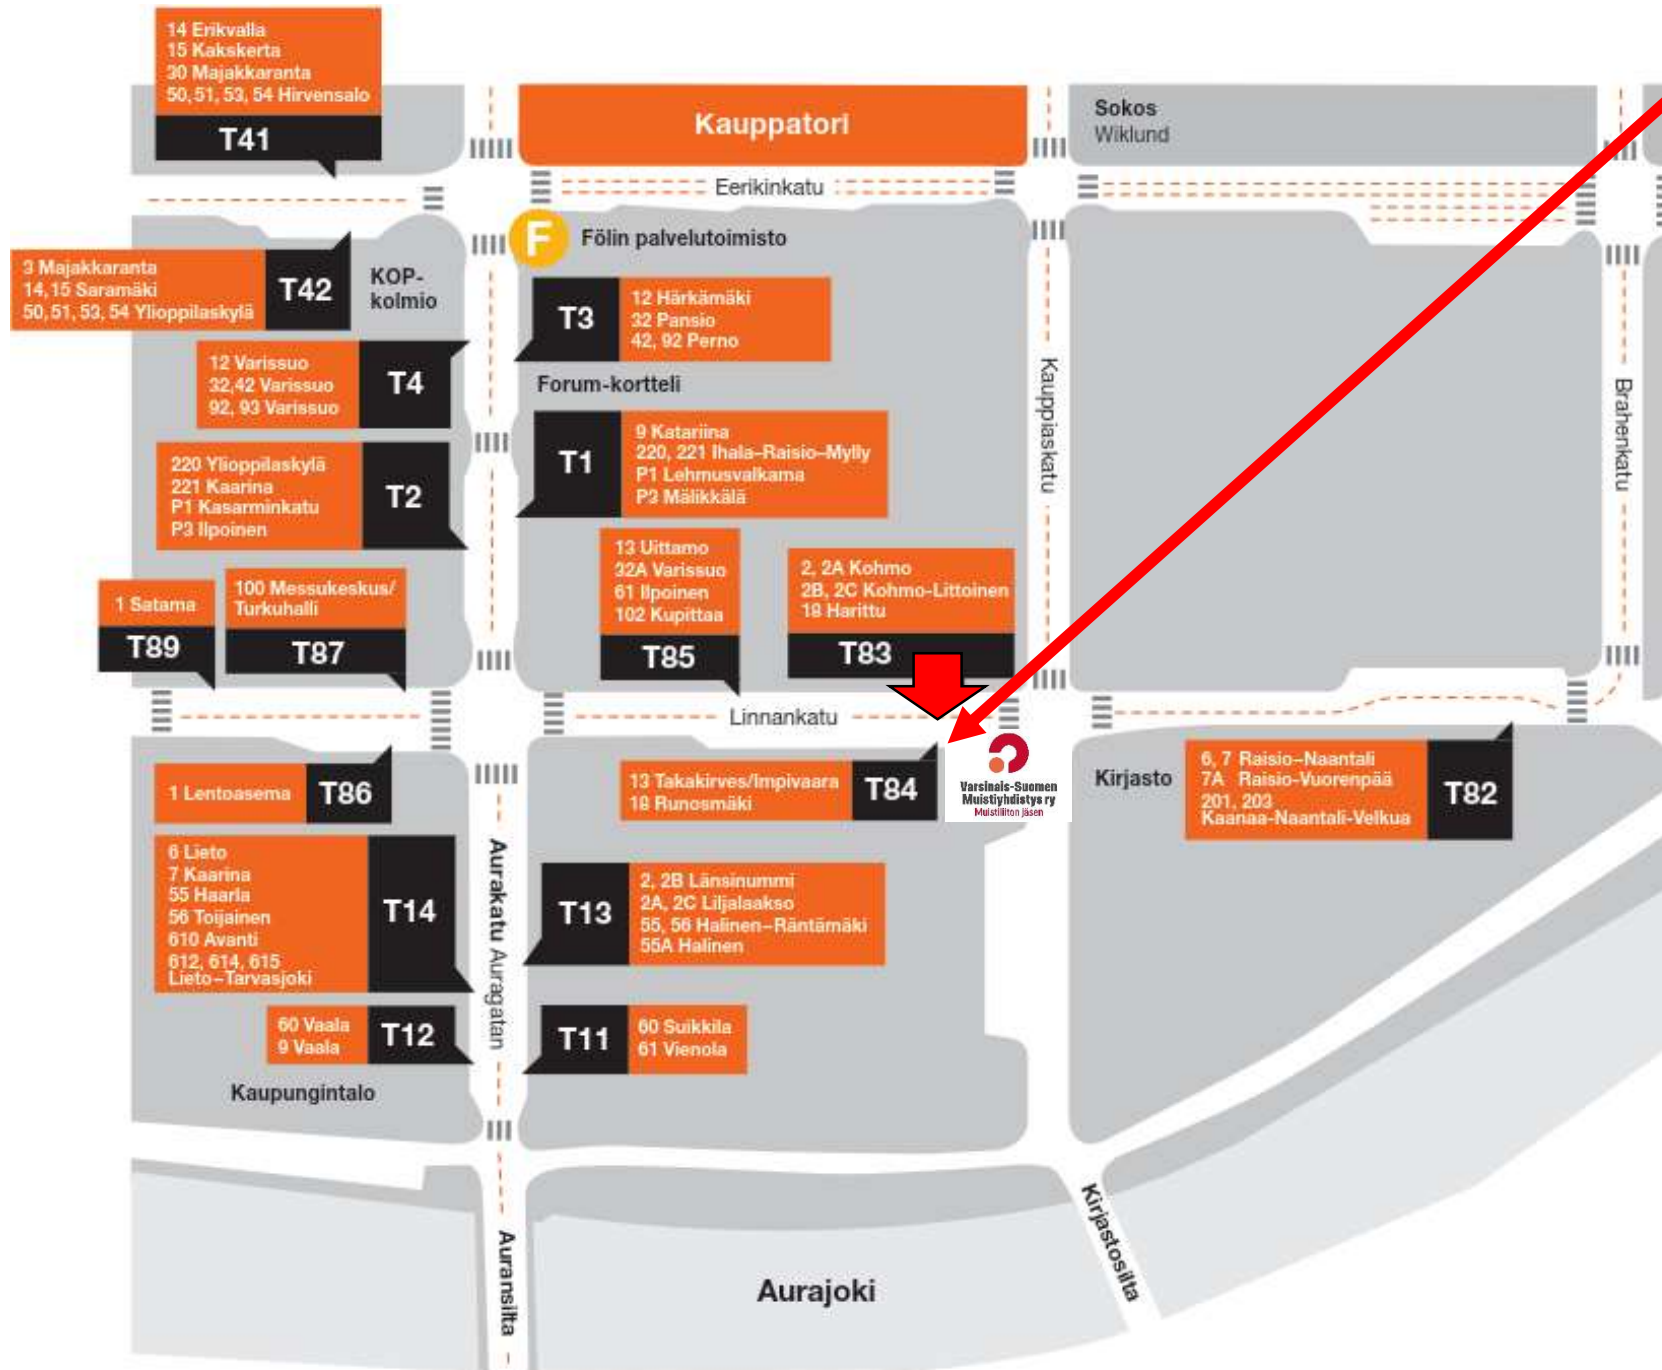 14 Erikvalla
15 Kakskerta
30 Majakkaranta
50, 51, 53, 54 Hirvensalo
T41
Kauppatori
Sokos
Wiklund
Eerikinkatu
F
Fölin palvelutoimisto
3 Majakkaranta
14, 15 Saramäki
50, 51, 53, 54 Ylioppilaskylä
T42
KOP-
kolmio
T3
12 Härkämäki
32 Pansio
42, 92 Perno
12 Varissuo
32,42 Varissuo
92, 93 Varissuo
T4
Forum-kortteli
Kauppiaskatu
Brahenkatu
T1
9 Katariina
220, 221 Ihala–Raisio–Mylly
P1 Lehmusvalkama
P3 Mälikkälä
220 Ylioppilaskylä
221 Kaarina
P1 Kasarminkatu
P3 Ilpoinen
T2
13 Uittamo
32A Varissuo
61 Ilpoinen
102 Kupittaa
T85
2, 2A Kohmo
2B, 2C Kohmo-Littoinen
18 Harittu
T83
1 Satama
T89
100 Messukeskus/
Turkuhalli
T87
Linnankatu
1 Lentoasema
T86
13 Takakirves/Impivaara
18 Runosmäki
T84
Varsinais-Suomen
Muistiyhdistys ry
Muistiliiton jäsen
Kirjasto
6, 7 Raisio–Naantali
7A Raisio-Vuorenpää
201, 203
Kaanaa-Naantali-Velkua
T82
6 Lieto
7 Kaarina
55 Haarla
56 Toijainen
610 Avanti
612, 614, 615
Lieto–Tarvasjoki
T14
Aurakatu Auragatan
T13
2, 2B Länsinummi
2A, 2C Liljalaakso
55, 56 Halinen–Räntämäki
55A Halinen
60 Vaala
9 Vaala
T12
T11
60 Suikkila
61 Vienola
Kaupungintalo
Auransilta
Aurajoki
Kirjastosilta